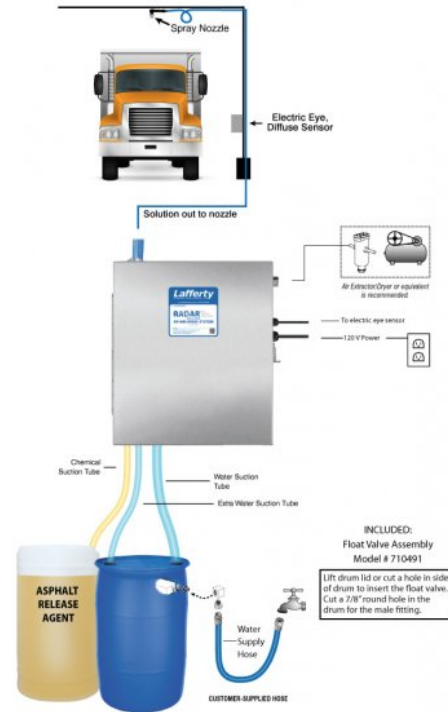 Spray Nozzle
Electric Eye,
Diffuse Sensor
Solution out to nozzle
Lafferty
RADAR
Air Extractor/Dryer or equivalent
is recommended.
To electric eye sensor
120 V Power
Chemical
Suction Tube
Water Suction
Tube
Extra Water Suction Tube
INCLUDED:
Float Valve Assembly
Model # 710491
Lift drum lid or cut a hole in side
of drum to insert the float valve.
Cut a 7/8" round hole in the
drum for the male fitting.
ASPHALT
RELEASE
AGENT
Water
Supply
Hose
CUSTOMER-SUPPLIED HOSE